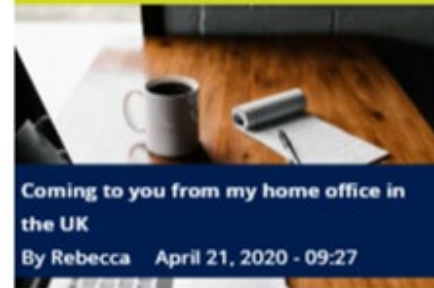 Coming to you from my home office in
the UK
By Rebecca April 21, 2020 - 09:27